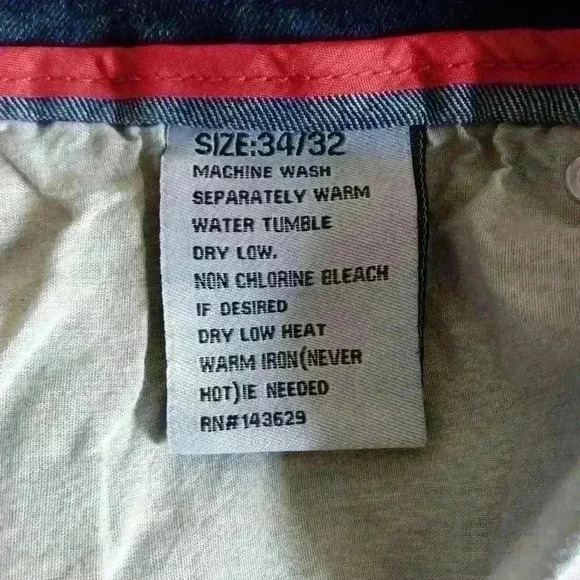 SIZE:34/32
MACHINE WASH
SEPARATELY WARM
WATER TUMBLE
DRY LOW.
NON CHLORINE BLEACH
IF DESIRED
DRY LOW HEAT
WARM IRON(NEVER
HOT)IE NEEDED
RN#143629